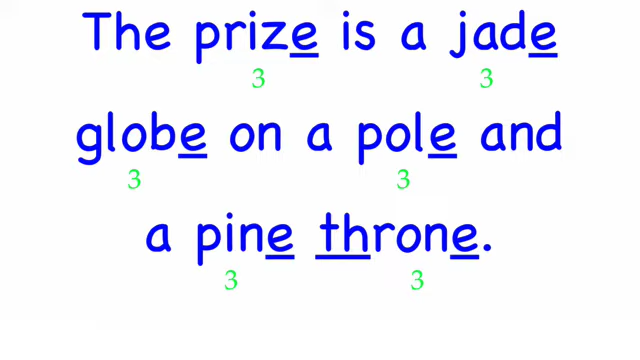 The prize is a jade
3 3
globe on a pole and
3 3
a pine throne.
3 3